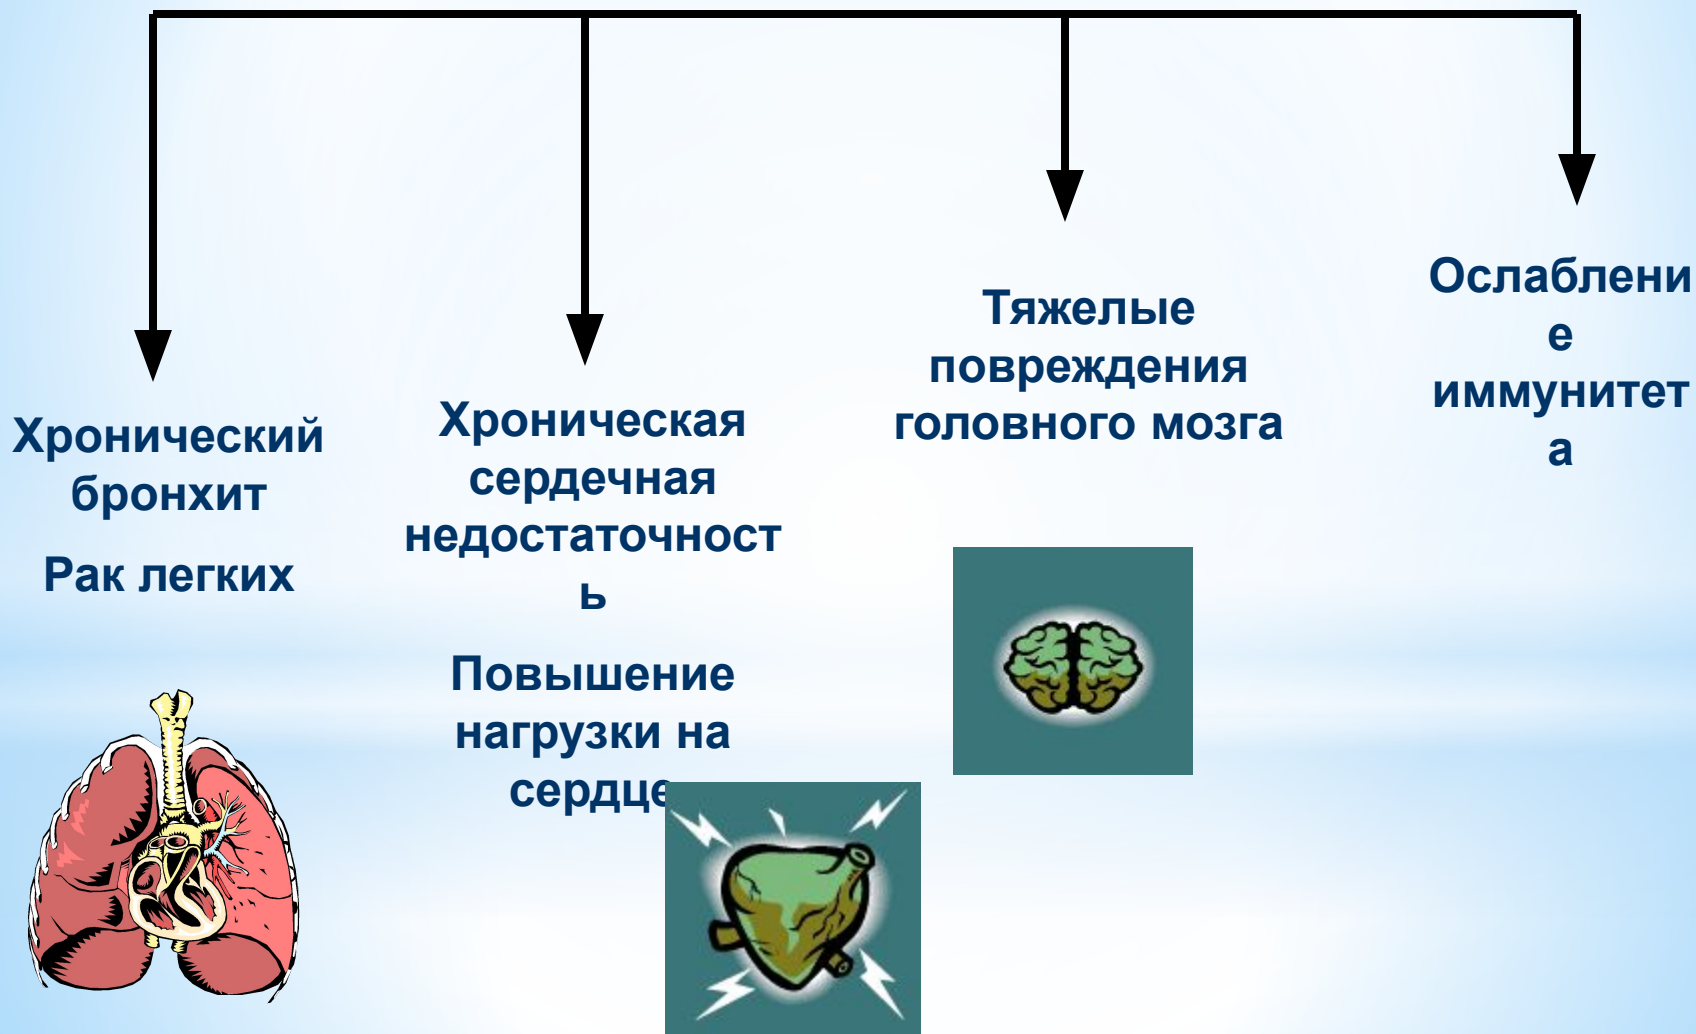 Хронический
бронхит
Рак легких
Хроническая
сердечная
недостаточност
ь
Повышение
нагрузки на
сердце
Тяжелые
повреждения
головного мозга
Ослаблени
е
иммунитет
а